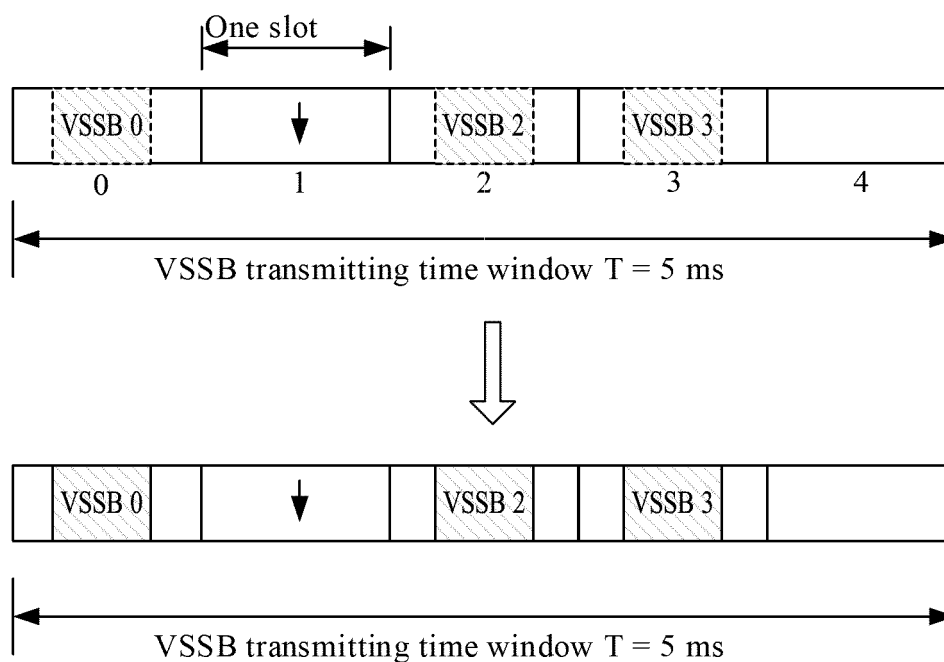 One slot
VSSB 0 VSSB 2 VSSB 3
0 1 2 3 4
VSSB transmitting time window T = 5 ms
VSSB 0 VSSB 2 VSSB 3
VSSB transmitting time window T = 5 ms